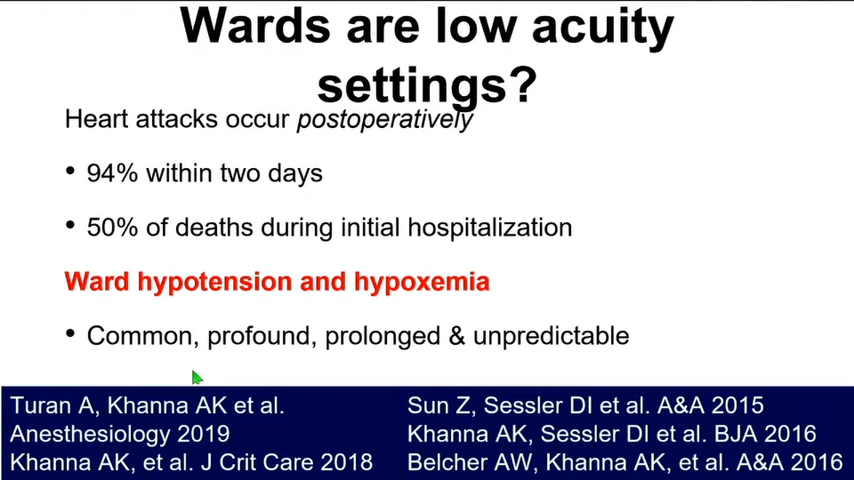 Wards are low acuity
settings?
Heart attacks occur postoperatively
• 94% within two days
• 50% of deaths during initial hospitalization
Ward hypotension and hypoxemia
• Common, profound, prolonged & unpredictable
Turan A, Khanna AK et al.
Anesthesiology 2019
Khanna AK, et al. J Crit Care 2018
Sun Z, Sessler DI et al. A&A 2015
Khanna AK, Sessler DI et al. BJA 2016
Belcher AW, Khanna AK, et al. A&A 2016